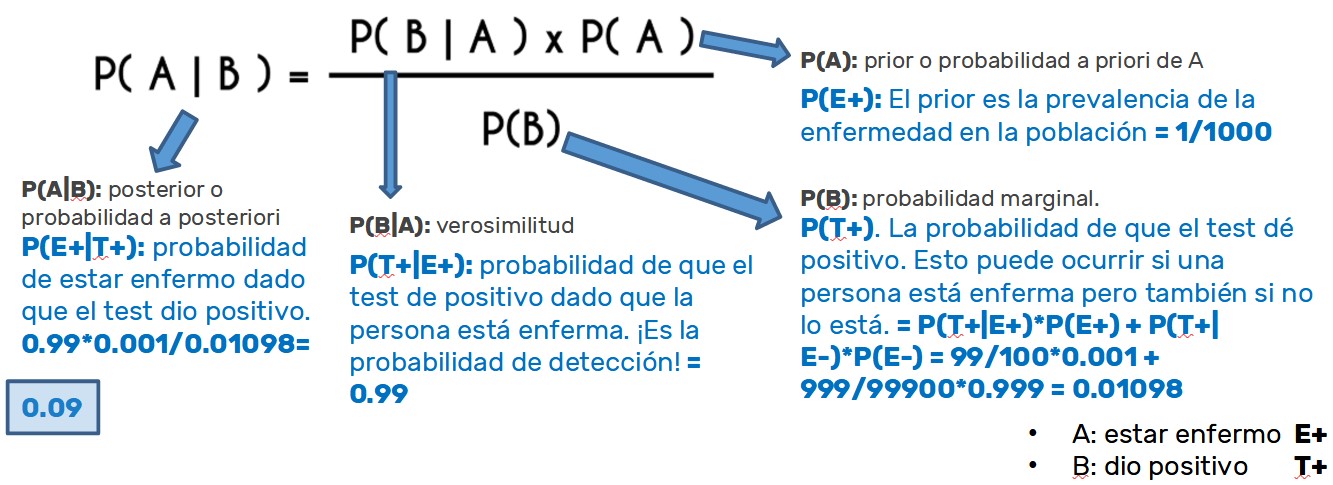 P( A | B ) = P( B | A ) x P( A )
P(B)
P(A): prior o probabilidad a priori de A
P(E+): El prior es la prevalencia de la
enfermedad en la población = 1/1000
P(A|B): posterior o
probabilidad a posteriori
P(E+|T+): probabilidad
de estar enfermo dado
que el test dio positivo.
0.99*0.001/0.01098=
0.09
P(B|A): verosimilitud
P(T+|E+): probabilidad de que el
test de positivo dado que la
persona está enferma. ¡Es la
probabilidad de detección! =
0.99
P(B): probabilidad marginal.
P(T+). La probabilidad de que el test dé
positivo. Esto puede ocurrir si una
persona está enferma pero también si no
lo está. = P(T+|E+)*P(E+) + P(T+|
E-)*P(E-) = 99/100*0.001 +
999/99900*0.999 = 0.01098
• A: estar enfermo E+
• B: dio positivo T+